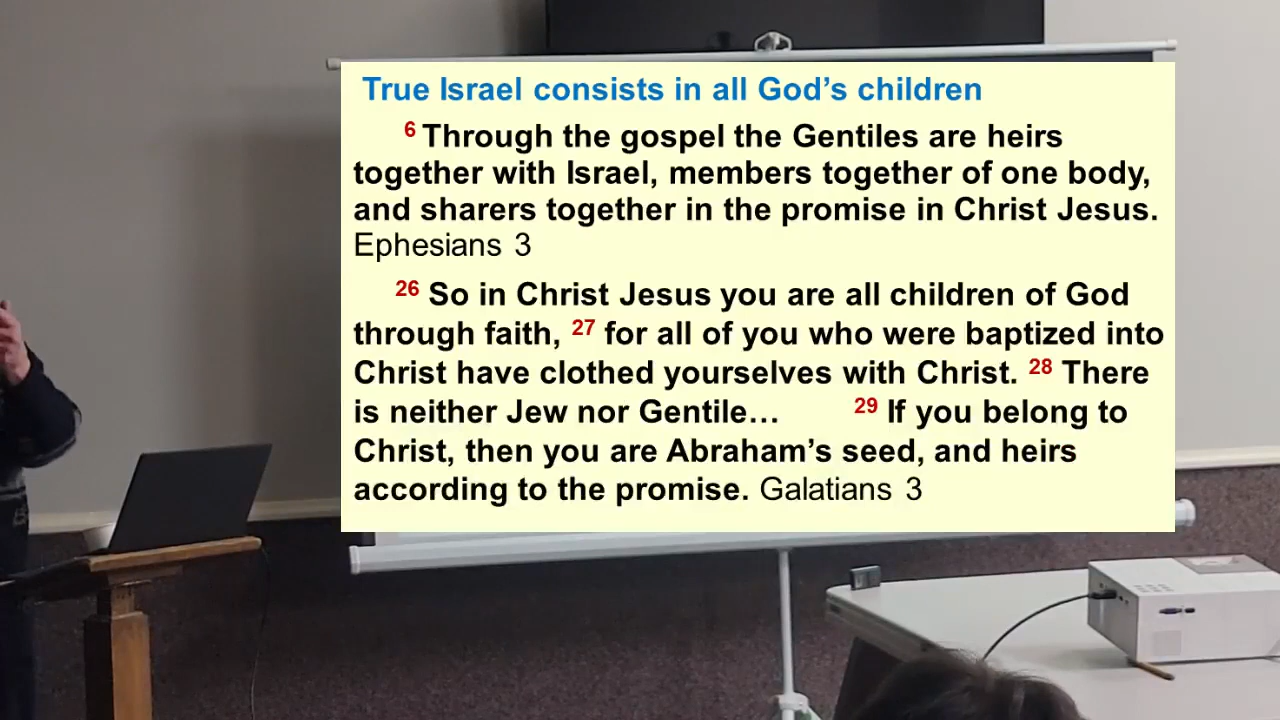 True Israel consists in all God's children
6 Through the gospel the Gentiles are heirs
together with Israel, members together of one body,
and sharers together in the promise in Christ Jesus.
Ephesians 3
26 So in Christ Jesus you are all children of God
through faith, 27 for all of you who were baptized into
Christ have clothed yourselves with Christ. 28 There
is neither Jew nor Gentile… 29 If you belong to
Christ, then you are Abraham's seed, and heirs
according to the promise. Galatians 3